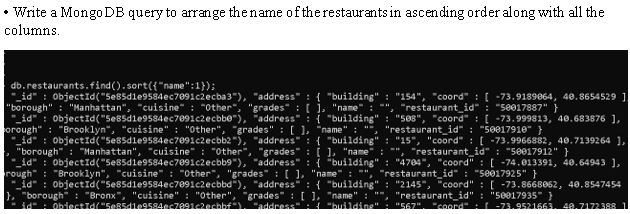 • Write a MongoDB query to arrange the name of the restaurants in ascending order along with all the
columns.
db.restaurants.find().sort({"name":1});
"_id" : ObjectId("5e85d1e9584ec7091c2ecba3"), "address" : { "building" : "154", "coord" : [ -73.9189064, 40.8654529 ]
"borough" : "Manhattan", "cuisine" : "Other", "grades" : [ ], "name" : "", "restaurant_id" : "50017887" }
"_id" : ObjectId("5e85d1e9584ec7091c2ecbb0"), "address" : { "building" : "508", "coord" : [ -73.999813, 40.683876 ],
orough" : "Brooklyn", "cuisine" : "Other", "grades" : [ ], "name" : "", "restaurant_id" : "50017910" }
"_id" : ObjectId("5e85d1e9584ec7091c2ecbb2"), "address" : { "building" : "15", "coord" : [ -73.9966882, 40.7139264 ]
, "borough" : "Manhattan", "cuisine" : "Other", "grades" : [ ], "name" : "", "restaurant_id" : "50017912" }
"_id" : ObjectId("5e85d1e9584ec7091c2ecbb9"), "address" : { "building" : "4704", "coord" : [ -74.013391, 40.64943 ],
rough" : "Brooklyn", "cuisine" : "Other", "grades" : [ ], "name" : "", "restaurant_id" : "50017925" }
"_id" : ObjectId("5e85d1e9584ec7091c2ecbbd"), "address" : { "building" : "2145", "coord" : [ -73.8668062, 40.8547454
}, "borough" : "Bronx", "cuisine" : "Other", "grades" : [ ], "name" : "", "restaurant_id" : "50017935" }
"_id" : ObjectId("5e85d1e9584ec7091c2ecbbf"), "address" : { "building" : "567", "coord" : [ -73.9521663, 40.7172388 ]